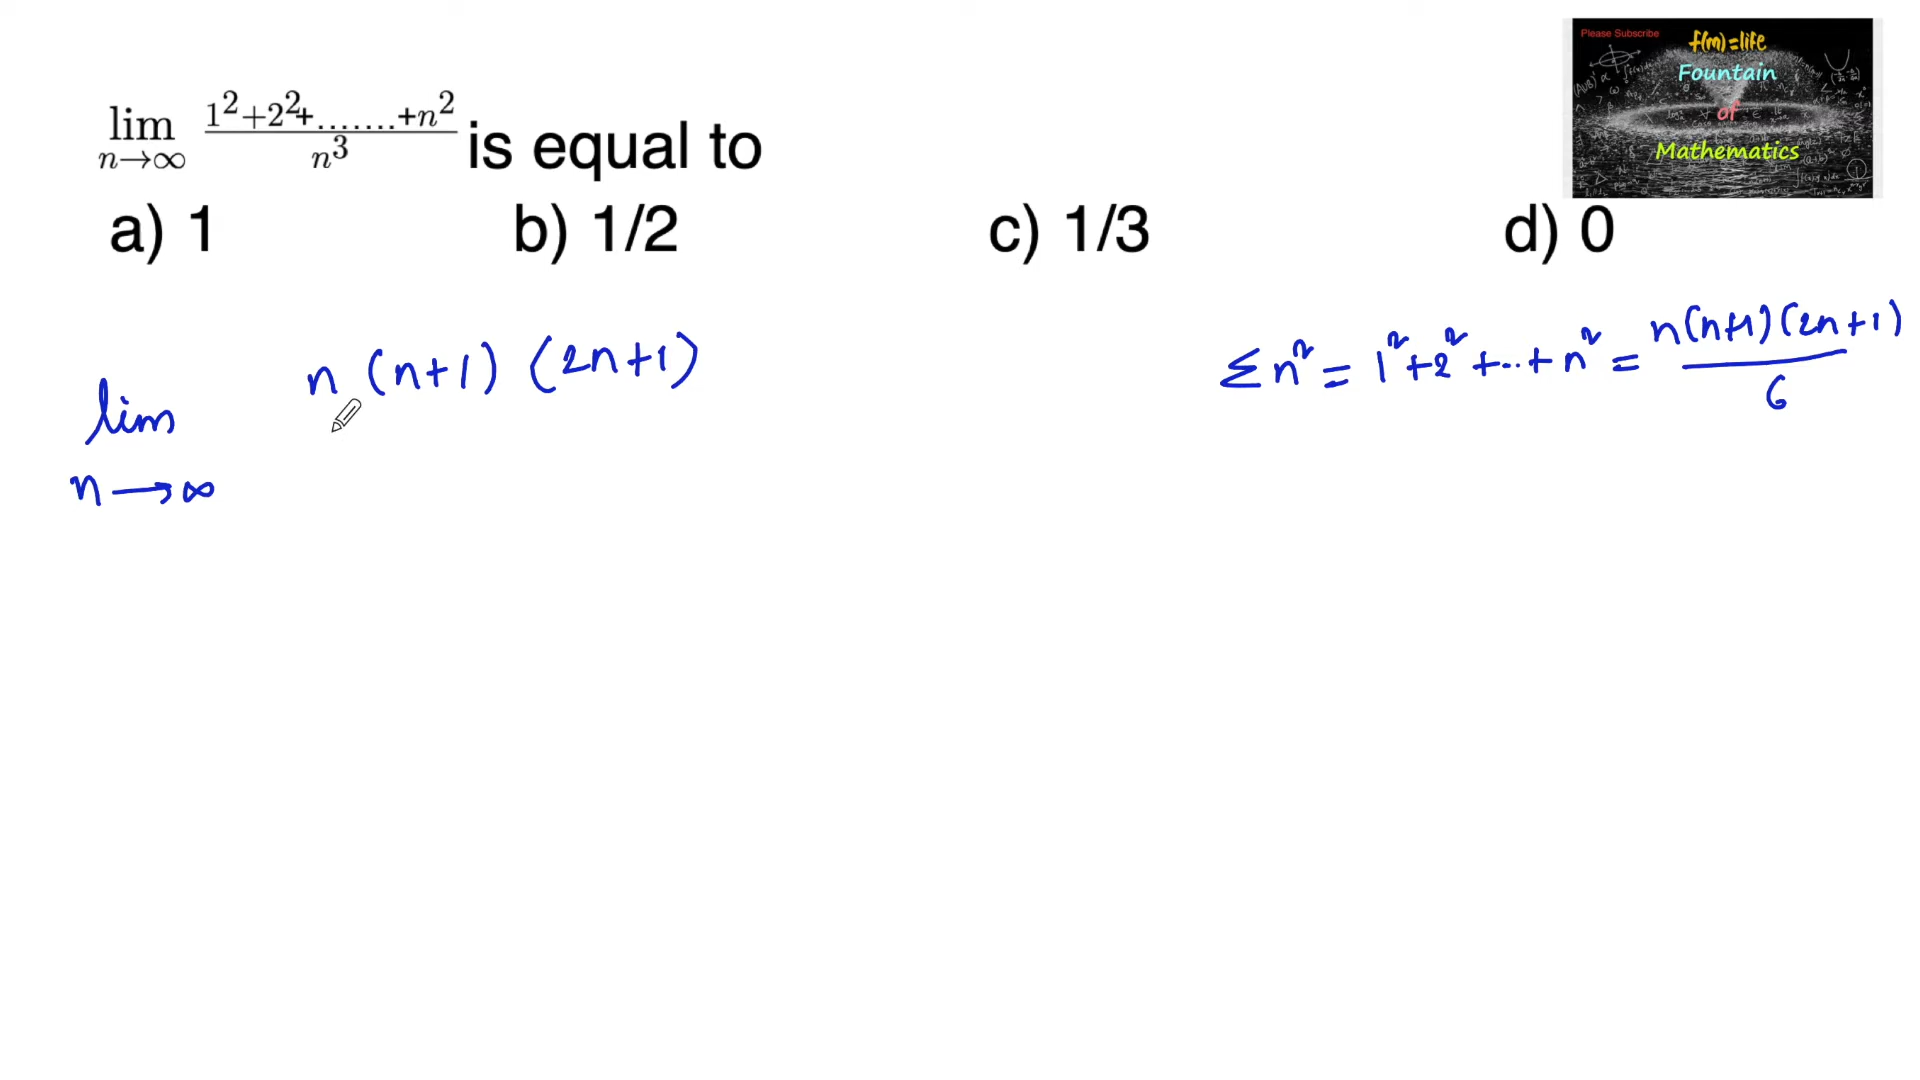 Please Subscribe
f(m)=life
Fountain
of
Mathematics
lim n→∞ (1²+2²+.......+n²)/n³ is equal to
a) 1 b) 1/2 c) 1/3 d) 0
Σn² = 1²+2²+..+n² = n(n+1)(2n+1)/6
lim n→∞ n(n+1)(2n+1)